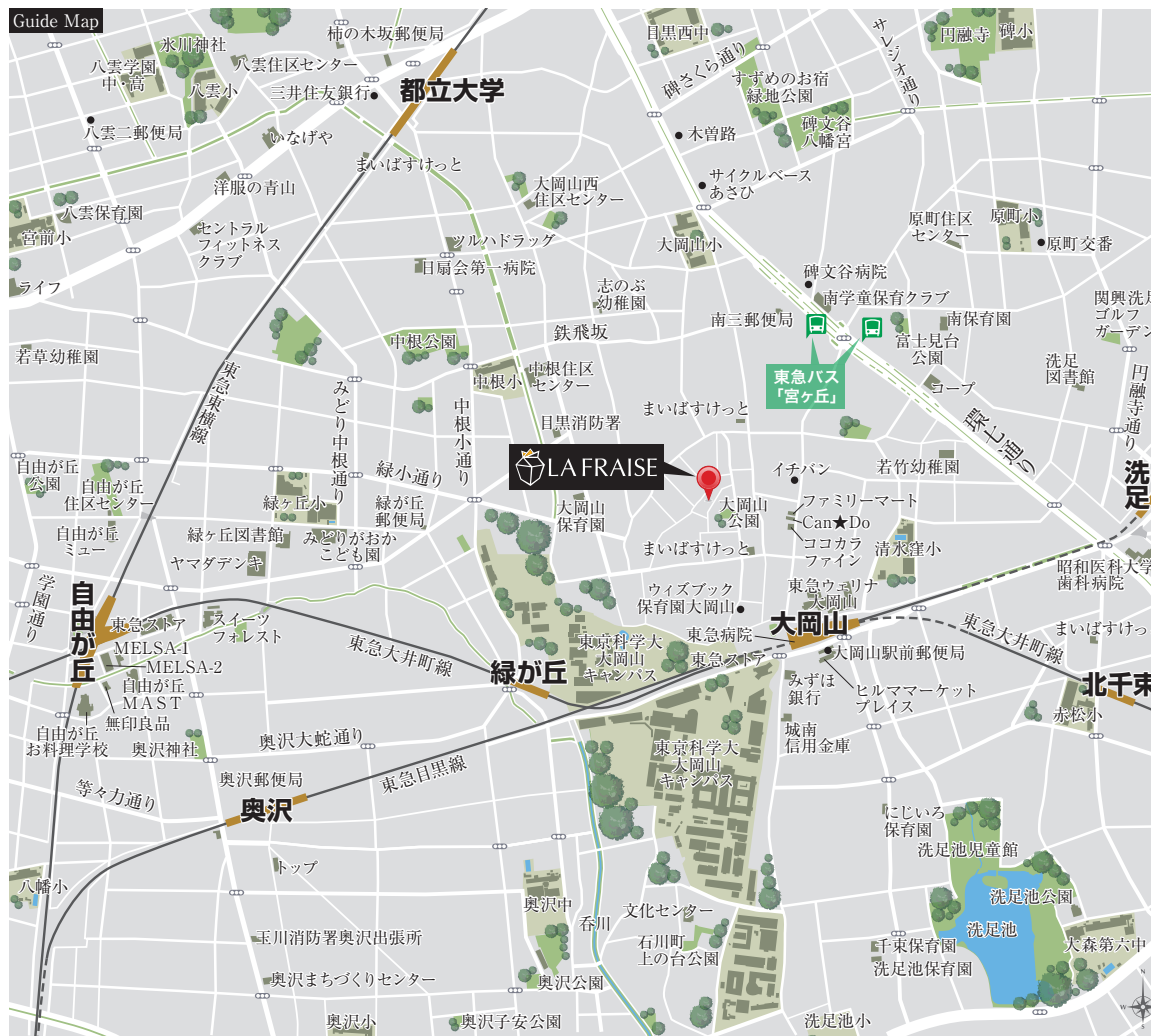 Guide Map
柿の木坂郵便局
氷川神社
八雲学園
中・高
八雲住区センター
八雲小
三井住友銀行
都立大学
八雲二郵便局
いなげや
まいばすけっと
洋服の青山
八雲保育園
宮前小
セントラル
フィットネス
クラブ
ライフ
目黒西中
碑さくら通り
すずめのお宿
緑地公園
サレジオ通り
円融寺
碑小
碑文谷
八幡宮
木曽路
サイクルベース
あさひ
大岡山西
住区センター
原町住区
センター
原町小
原町交番
大岡山小
ツルハドラッグ
日扇会第一病院
志のぶ
幼稚園
碑文谷病院
南学童保育クラブ
南三郵便局
南保育園
富士見台
公園
鉄飛坂
東急バス
「宮ヶ丘」
コープ
洗足
図書館
円融寺通り
環七通り
若草幼稚園
東急東横線
中根公園
中根小
中根住区
センター
みどり中根通り
中根小通り
目黒消防署
まいばすけっと
LA FRAISE
緑小通り
イチバン
若竹幼稚園
洗足
自由が丘
公園
自由が丘
住区センター
緑ヶ丘小
緑が丘
郵便局
大岡山
保育園
大岡山
公園
ファミリーマート
Can★Do
ココカラ
ファイン
清水窪小
自由が丘
ミュー
緑ヶ丘図書館
みどりがおか
こども園
ヤマダデンキ
まいばすけっと
昭和医科大学
歯科病院
学園通り
自由が丘
東急ストア
スイーツ
フォレスト
ウィズブック
保育園大岡山
東急ウェリナ
大岡山
大岡山
東急病院
東急ストア
東京科学大
大岡山
キャンパス
MELSA-1
MELSA-2
自由が丘
MAST
無印良品
自由が丘
お料理学校
東急大井町線
緑が丘
大岡山駅前郵便局
東急大井町線
北千束
みずほ
銀行
ヒルママーケット
プレイス
赤松小
城南
信用金庫
奥沢神社
奥沢大蛇通り
東急目黒線
東京科学大
大岡山
キャンパス
等々力通り
奥沢郵便局
奥沢
にじいろ
保育園
洗足池児童館
トップ
八幡小
奥沢中
文化センター
洗足池公園
洗足池
呑川
石川町
上の台公園
玉川消防署奥沢出張所
千束保育園
洗足池保育園
大森第六中
奥沢まちづくりセンター
奥沢公園
奥沢小
奥沢子安公園
洗足池小
N
S